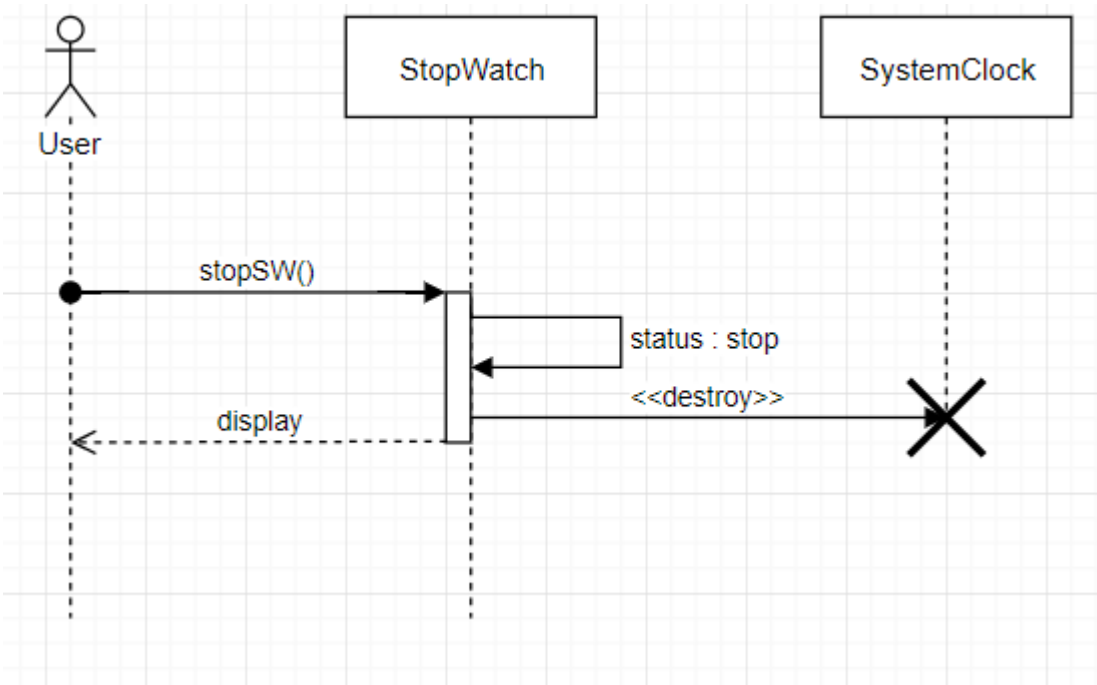 User
StopWatch
SystemClock
stopSW()
status : stop
<<destroy>>
display